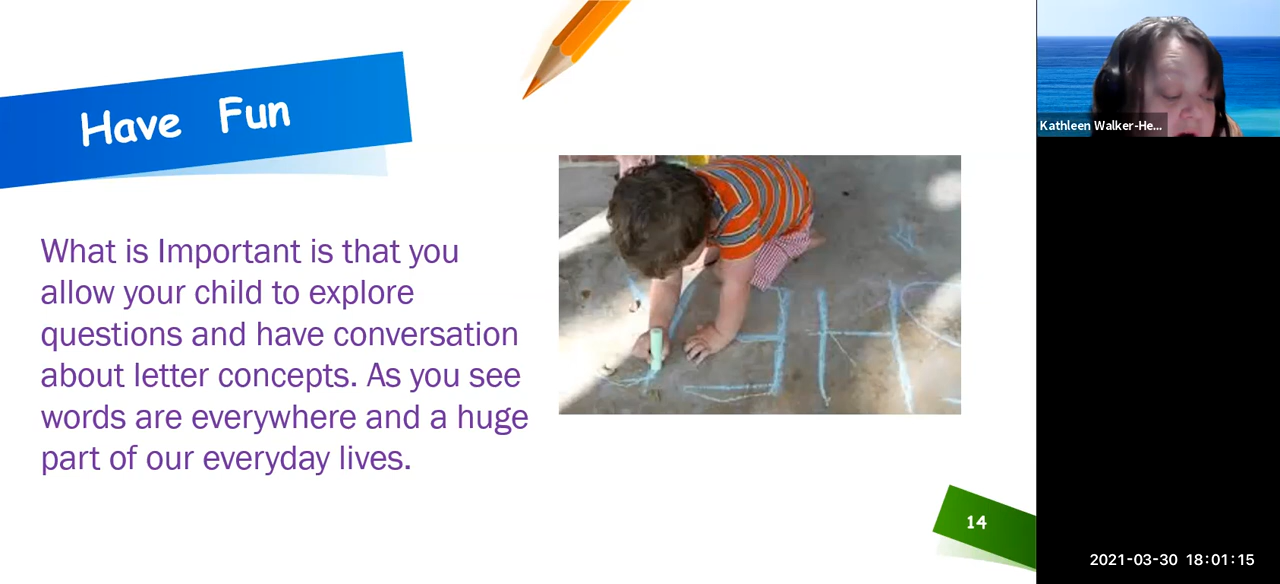 Have Fun
What is Important is that you
allow your child to explore
questions and have conversation
about letter concepts. As you see
words are everywhere and a huge
part of our everyday lives.
14
Kathleen Walker-He...
2021-03-30 18:01:15